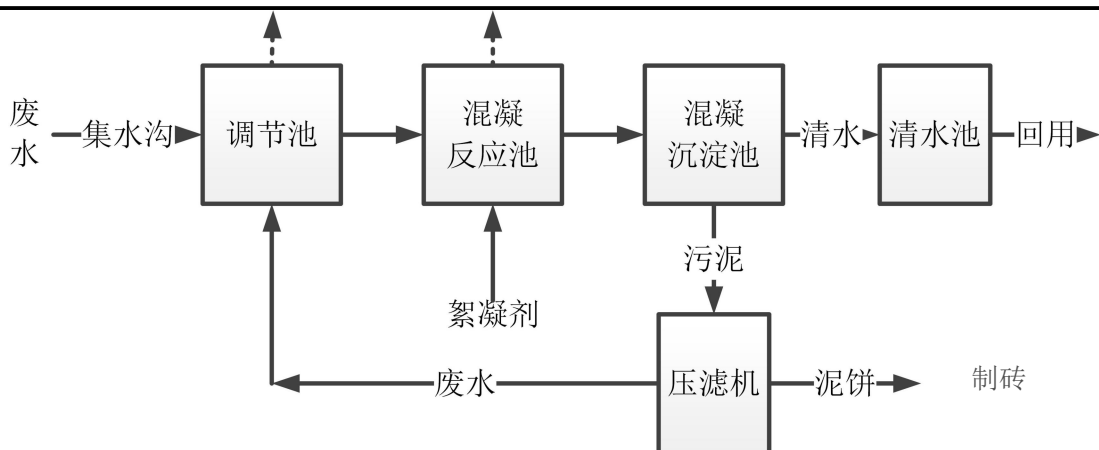 废
水
集水沟
调节池
混凝
反应池
混凝
沉淀池
清水
清水池
回用
污泥
絮凝剂
废水
压滤机
泥饼
制砖